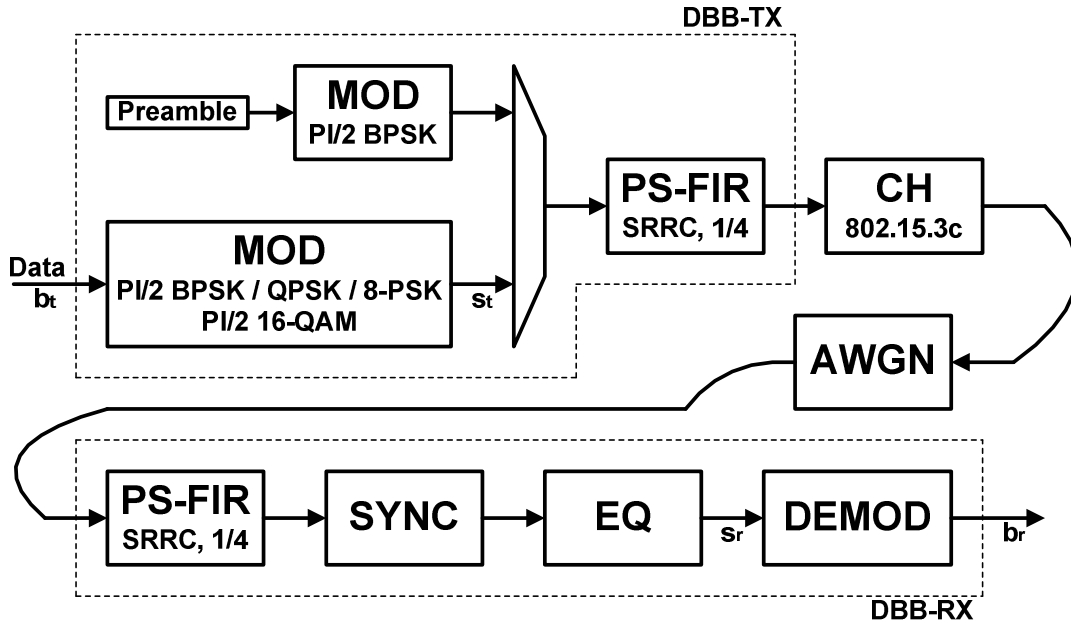 DBB-TX
Preamble
MOD
PI/2 BPSK
PS-FIR
SRRC, 1/4
CH
802.15.3c
Data
bt
MOD
PI/2 BPSK / QPSK / 8-PSK
PI/2 16-QAM
st
AWGN
PS-FIR
SRRC, 1/4
SYNC
EQ
sr
DEMOD
br
DBB-RX